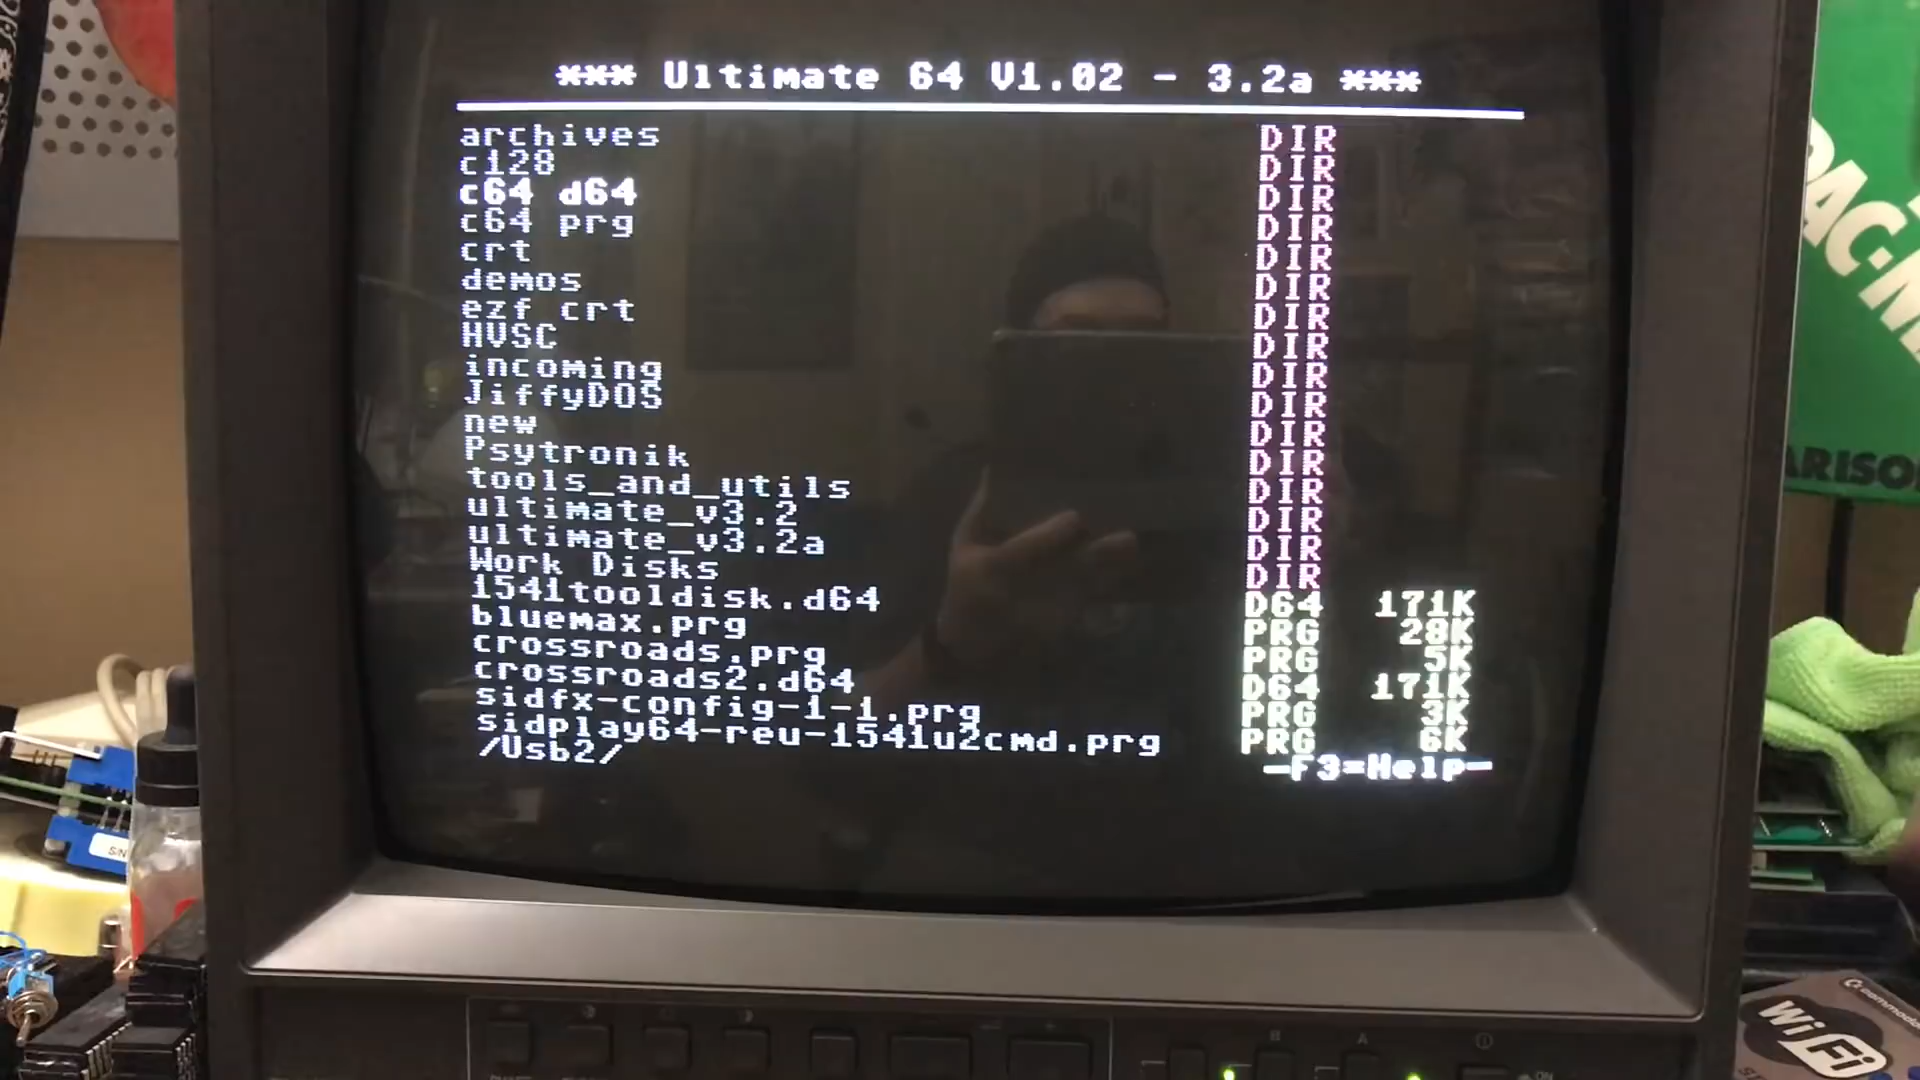 *** Ultimate 64 V1.02 - 3.2a ***
archives DIR
c128 DIR
c64 d64 DIR
c64 prg DIR
crt DIR
demos DIR
ezf crt DIR
HVSC DIR
incoming DIR
JiffyDOS DIR
new DIR
Psytronik DIR
tools_and_utils DIR
ultimate_v3.2 DIR
ultimate_v3.2a DIR
Work Disks DIR
1541tooldisk.d64 D64 171K
bluemax.prg PRG 28K
crossroads.prg PRG 5K
crossroads2.d64 D64 171K
sidfx-config-1-1.prg PRG 3K
sidplay64-reu-1541u2cmd.prg PRG 6K
/Usb2/
-F3=Help-
PAC-M
S/N
B
A
ON
WiFi